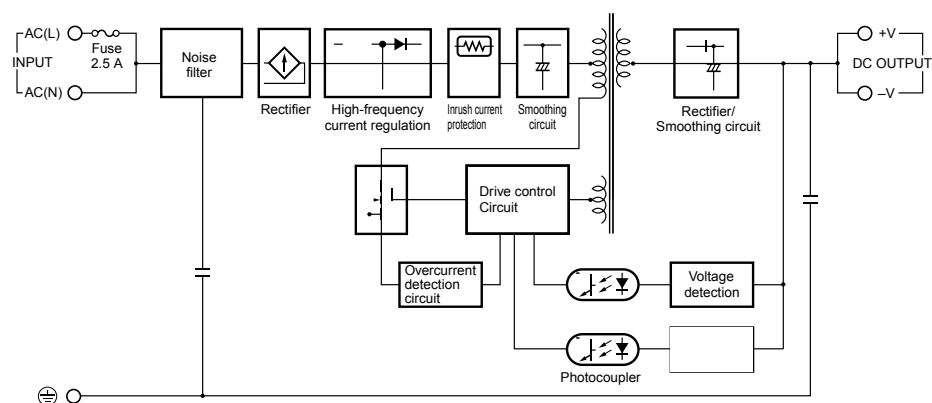 AC(L)
Fuse
2.5 A
INPUT
AC(N)
Noise
filter
Rectifier
High-frequency
current regulation
Inrush current
protection
Smoothing
circuit
Rectifier/
Smoothing circuit
+V
DC OUTPUT
–V
Drive control
Circuit
Overcurrent
detection
circuit
Voltage
detection
Photocoupler